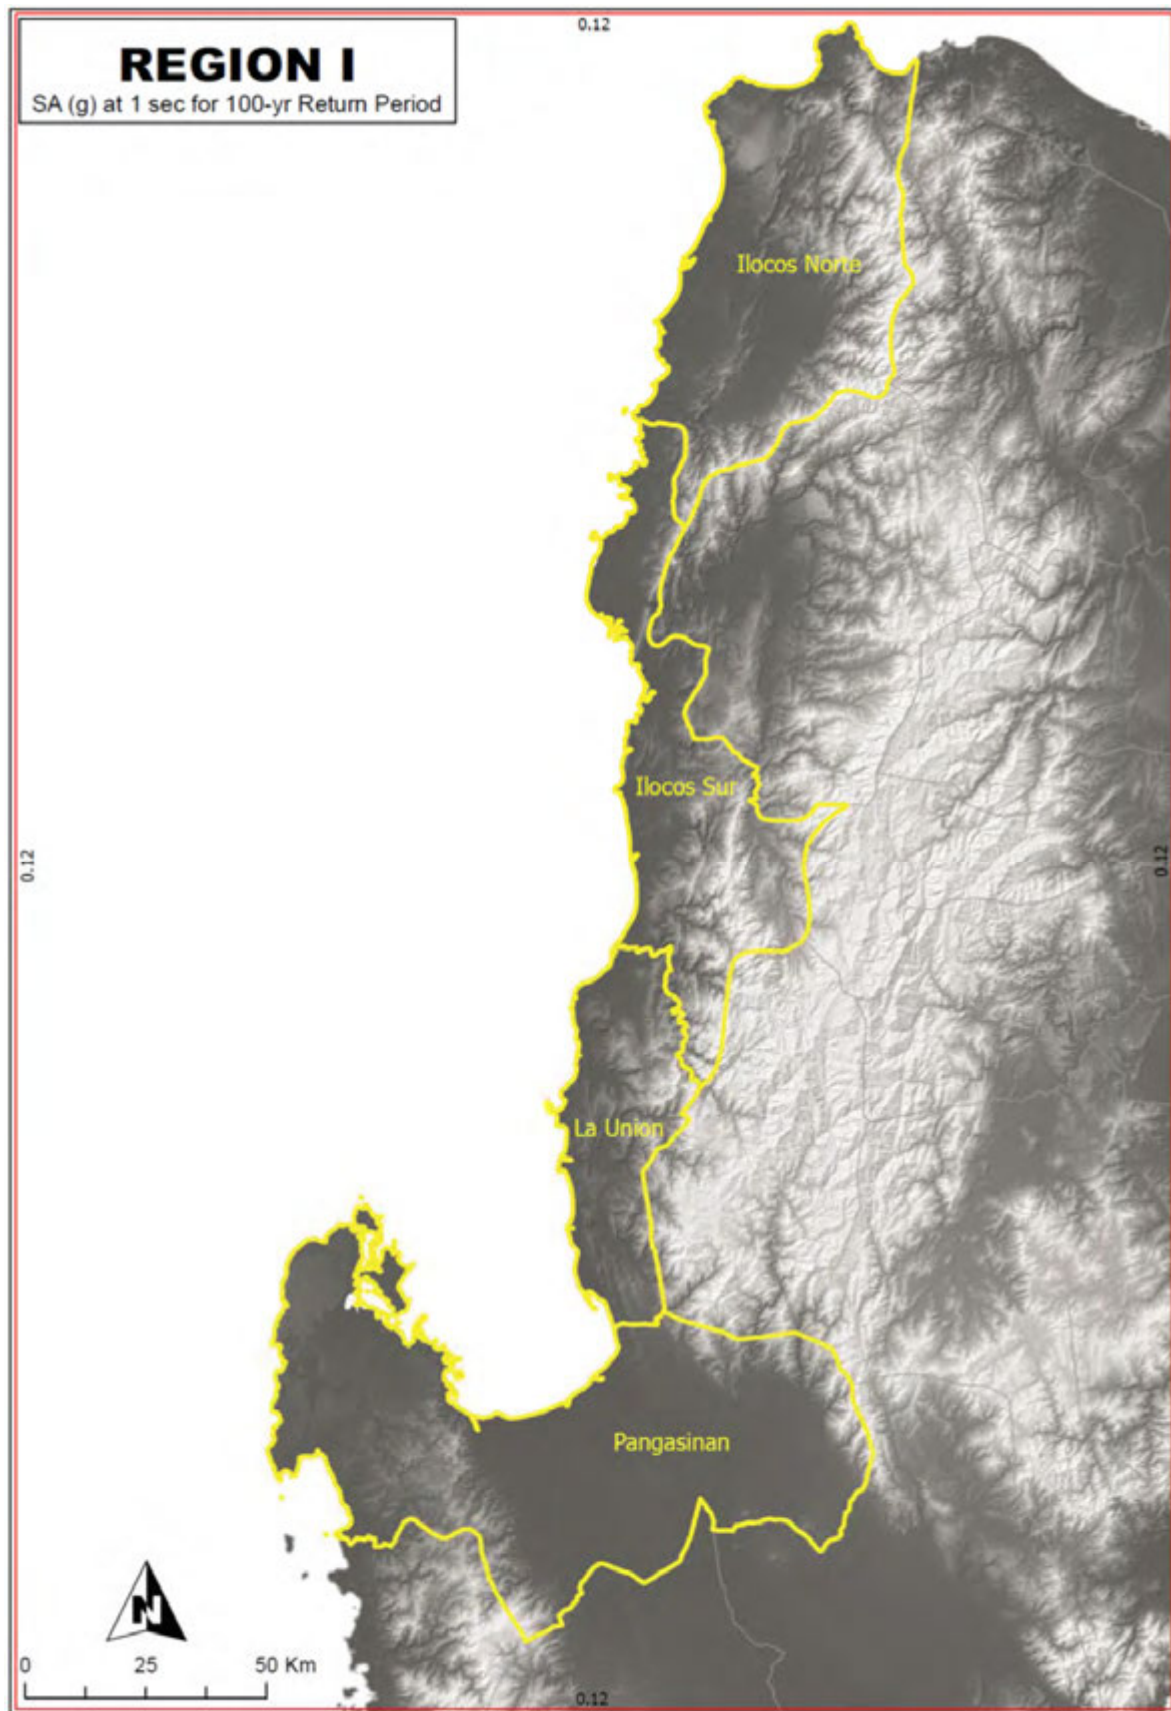 0.12
REGION I
SA (g) at 1 sec for 100-yr Return Period
Ilocos Norte
Ilocos Sur
0.12
0.12
La Union
Pangasinan
N
0 25 50 Km
0.12